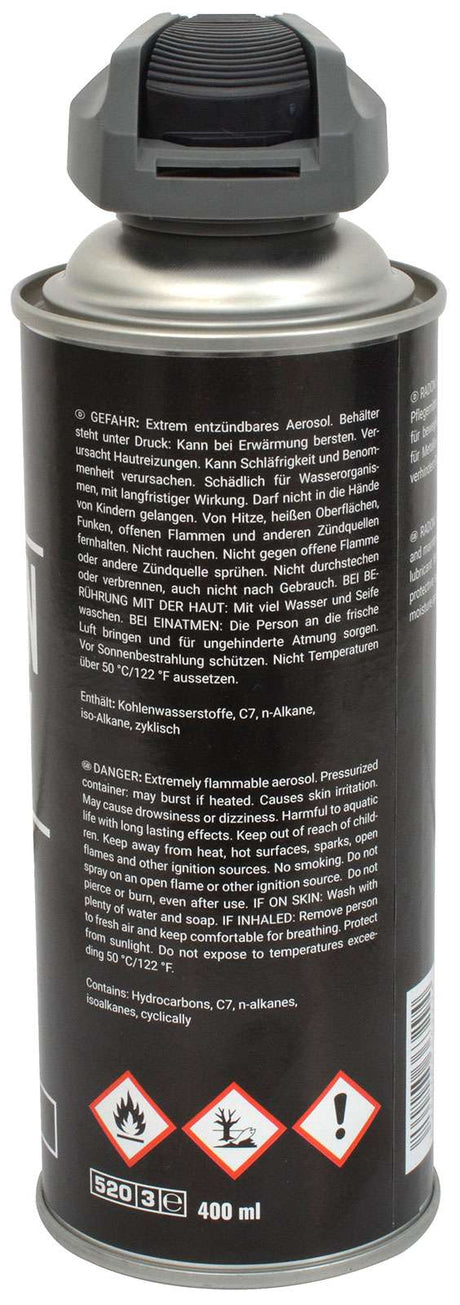 DE GEFAHR: Extrem entzündbares Aerosol. Behälter
steht unter Druck: Kann bei Erwärmung bersten. Ver-
ursacht Hautreizungen. Kann Schläfrigkeit und Benom-
menheit verursachen. Schädlich für Wasserorganis-
men, mit langfristiger Wirkung. Darf nicht in die Hände
von Kindern gelangen. Von Hitze, heißen Oberflächen,
Funken, offenen Flammen und anderen Zündquellen
fernhalten. Nicht rauchen. Nicht gegen offene Flamme
oder andere Zündquelle sprühen. Nicht durchstechen
oder verbrennen, auch nicht nach Gebrauch. BEI BE-
RÜHRUNG MIT DER HAUT: Mit viel Wasser und Seife
waschen. BEI EINATMEN: Die Person an die frische
Luft bringen und für ungehinderte Atmung sorgen.
Vor Sonnenbestrahlung schützen. Nicht Temperaturen
über 50 °C/122 °F aussetzen.
Enthält: Kohlenwasserstoffe, C7, n-Alkane,
iso-Alkane, zyklisch
GB DANGER: Extremely flammable aerosol. Pressurized
container: may burst if heated. Causes skin irritation.
May cause drowsiness or dizziness. Harmful to aquatic
life with long lasting effects. Keep out of reach of child-
ren. Keep away from heat, hot surfaces, sparks, open
flames and other ignition sources. No smoking. Do not
spray on an open flame or other ignition source. Do not
pierce or burn, even after use. IF ON SKIN: Wash with
plenty of water and soap. IF INHALED: Remove person
to fresh air and keep comfortable for breathing. Protect
from sunlight. Do not expose to temperatures excee-
ding 50 °C/122 °F.
Contains: Hydrocarbons, C7, n-alkanes,
isoalkanes, cyclically
520 3 e 400 ml